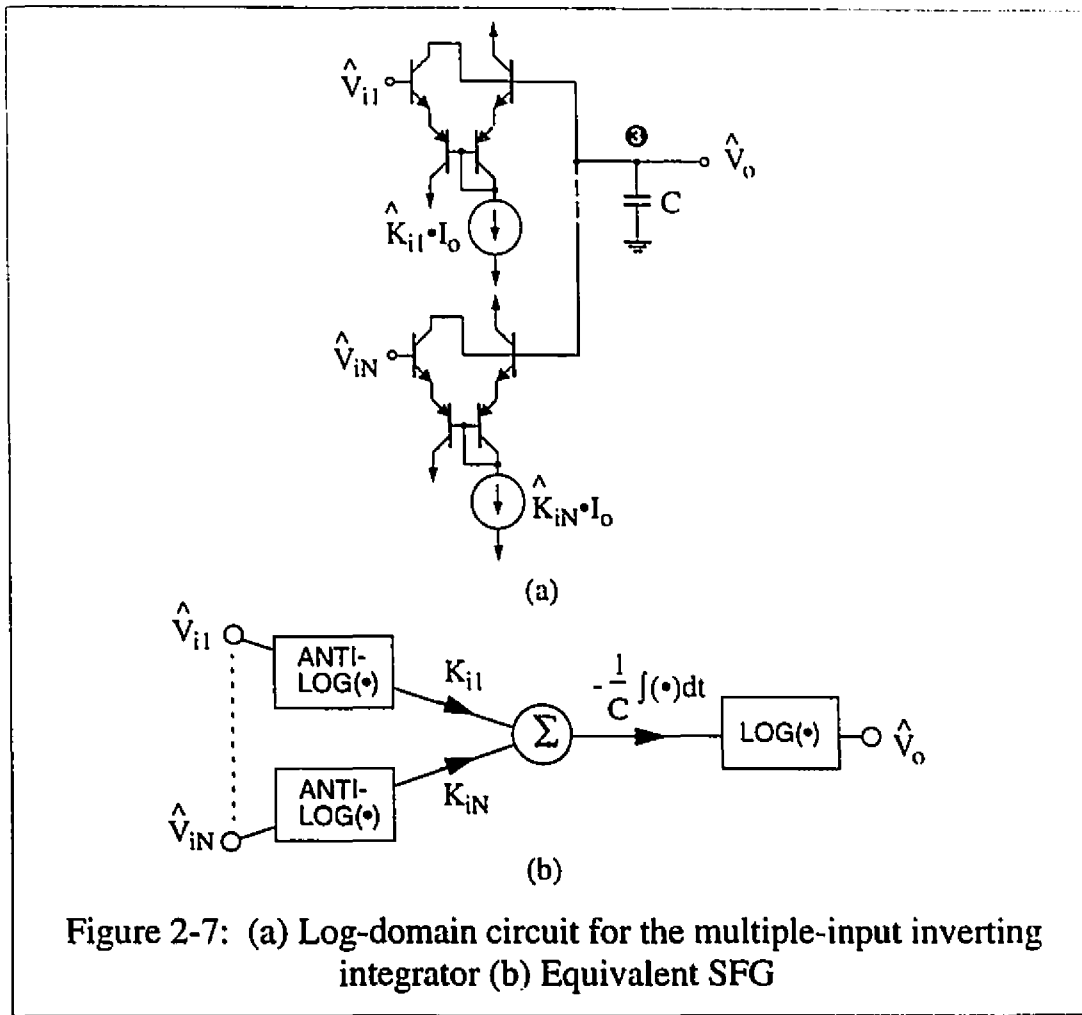 V̂i1
❸
V̂o
C
K̂i1•Io
V̂iN
K̂iN•Io
(a)
V̂i1
ANTI-
LOG(•)
Ki1
- 1/C ∫(•)dt
Σ
LOG(•)
V̂o
ANTI-
LOG(•)
KiN
V̂iN
(b)
Figure 2-7: (a) Log-domain circuit for the multiple-input inverting
integrator (b) Equivalent SFG